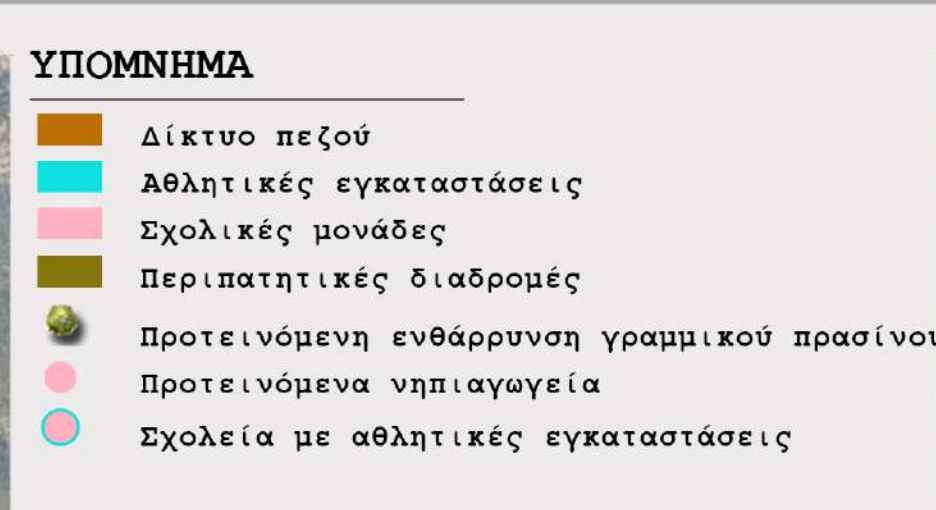 ΥΠΟΜΝΗΜΑ
Δίκτυο πεζού
Αθλητικές εγκαταστάσεις
Σχολικές μονάδες
Περιπατητικές διαδρομές
Προτεινόμενη ενθάρρυνση γραμμικού πρασίνου
Προτεινόμενα νηπιαγωγεία
Σχολεία με αθλητικές εγκαταστάσεις